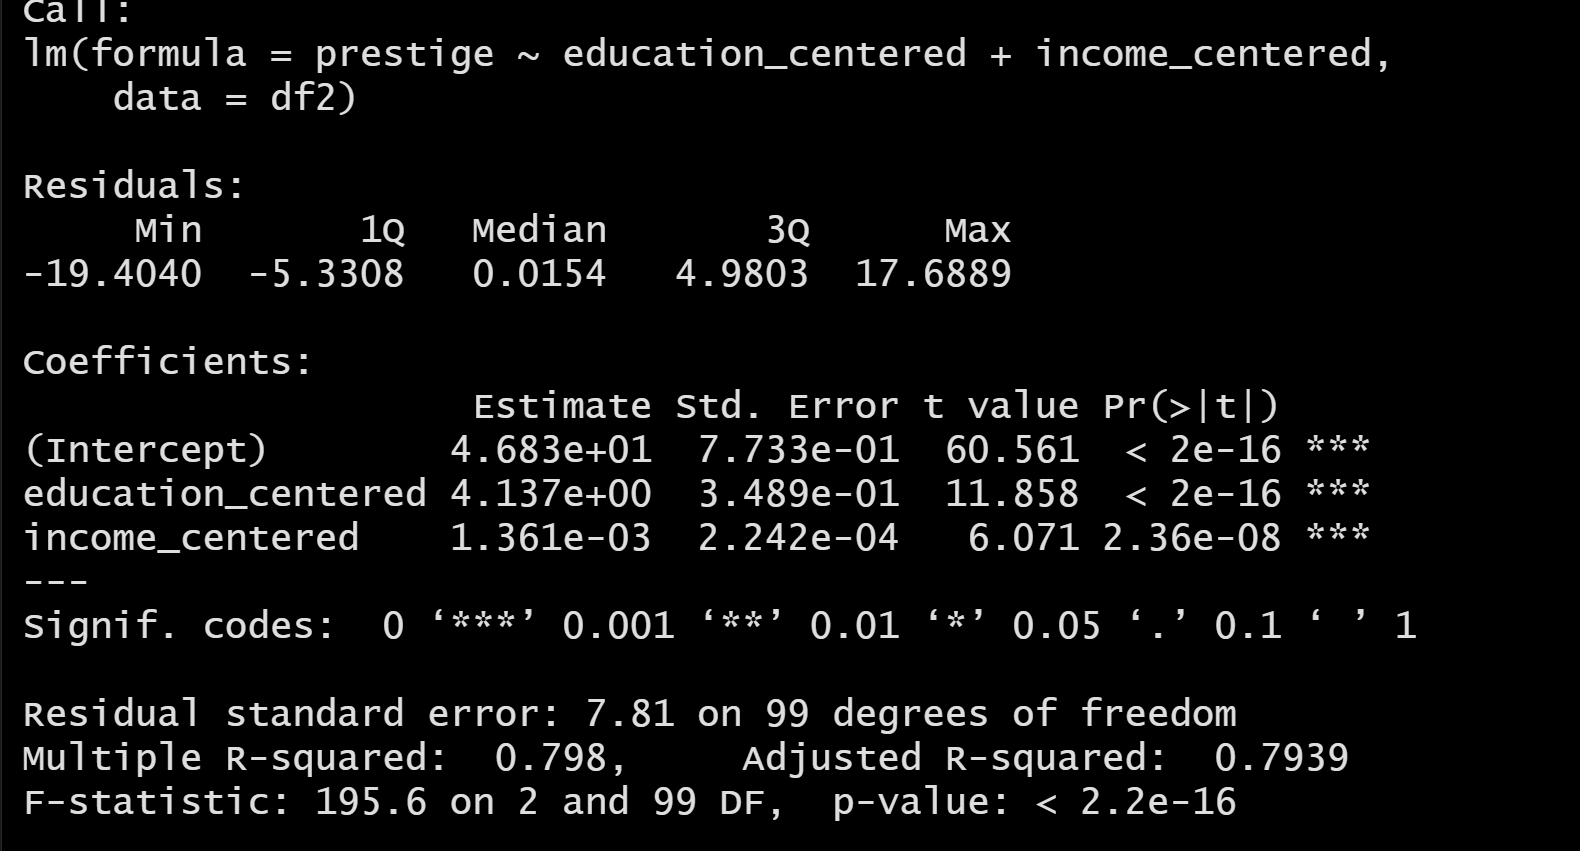 Call:
lm(formula = prestige ~ education_centered + income_centered,
    data = df2)

Residuals:
     Min       1Q   Median       3Q      Max
-19.4040  -5.3308   0.0154   4.9803  17.6889

Coefficients:
                    Estimate Std. Error t value Pr(>|t|)
(Intercept)        4.683e+01  7.733e-01  60.561  < 2e-16 ***
education_centered 4.137e+00  3.489e-01  11.858  < 2e-16 ***
income_centered    1.361e-03  2.242e-04   6.071 2.36e-08 ***
---
Signif. codes:  0 ‘***’ 0.001 ‘**’ 0.01 ‘*’ 0.05 ‘.’ 0.1 ‘ ’ 1

Residual standard error: 7.81 on 99 degrees of freedom
Multiple R-squared:  0.798,	Adjusted R-squared:  0.7939
F-statistic: 195.6 on 2 and 99 DF,  p-value: < 2.2e-16